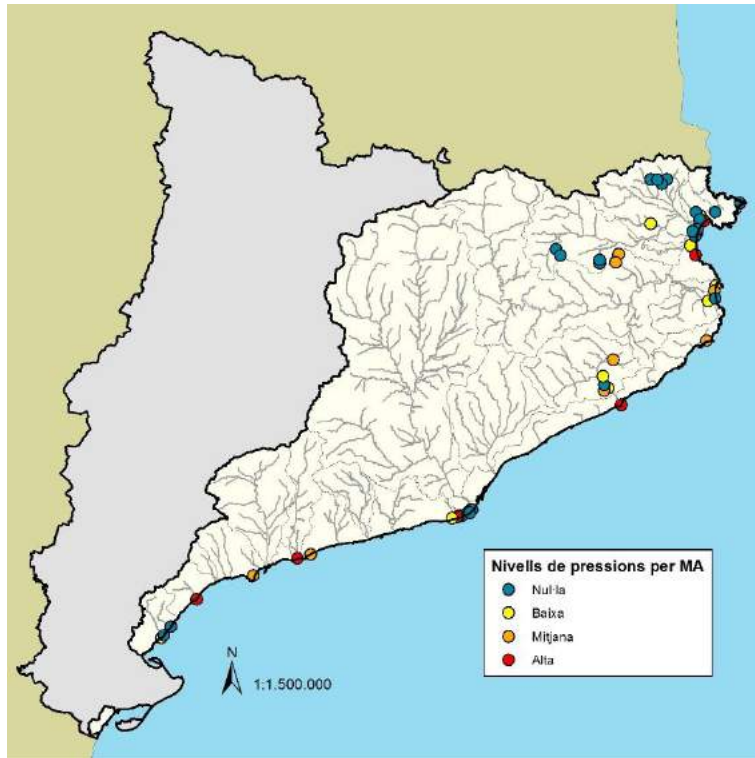 Nivells de pressions per MA
Nul·la
Baixa
Mitjana
Alta
N
1:1.500.000